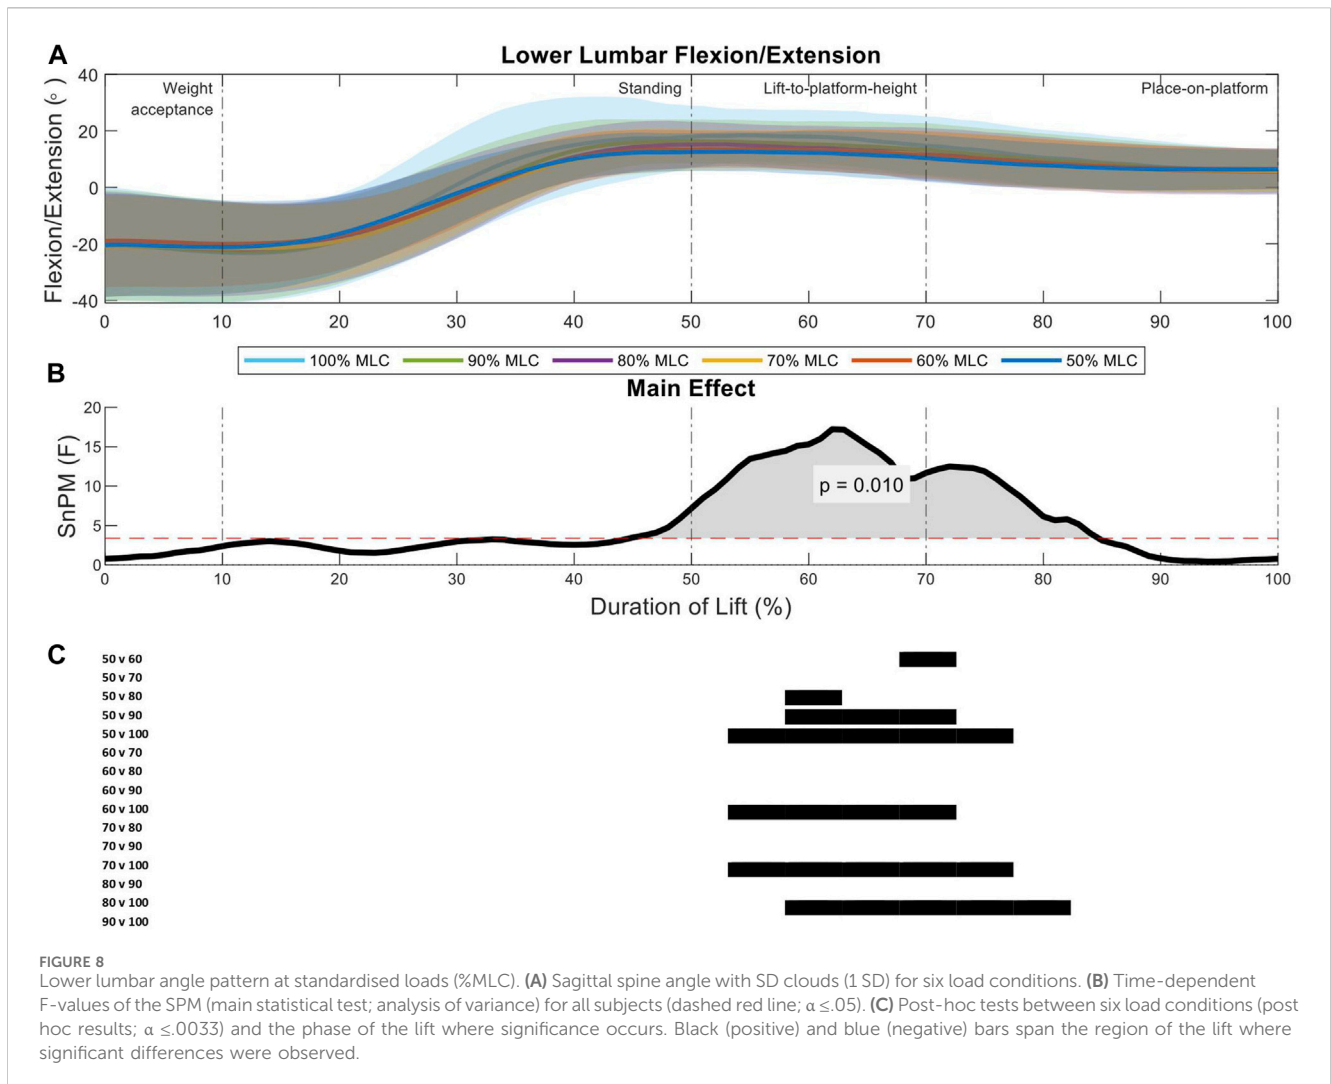 A
Lower Lumbar Flexion/Extension
Flexion/Extension (°)
40
20
0
-20
-40
Weight
acceptance
Standing
Lift-to-platform-height
Place-on-platform
0 10 20 30 40 50 60 70 80 90 100
100% MLC 90% MLC 80% MLC 70% MLC 60% MLC 50% MLC
B
Main Effect
SnPM (F)
20
15
10
5
0
p = 0.010
0 10 20 30 40 50 60 70 80 90 100
Duration of Lift (%)
C
50 v 60
50 v 70
50 v 80
50 v 90
50 v 100
60 v 70
60 v 80
60 v 90
60 v 100
70 v 80
70 v 90
70 v 100
80 v 90
80 v 100
90 v 100
FIGURE 8
Lower lumbar angle pattern at standardised loads (%MLC). (A) Sagittal spine angle with SD clouds (1 SD) for six load conditions. (B) Time-dependent
F-values of the SPM (main statistical test; analysis of variance) for all subjects (dashed red line; α ≤.05). (C) Post-hoc tests between six load conditions (post
hoc results; α ≤.0033) and the phase of the lift where significance occurs. Black (positive) and blue (negative) bars span the region of the lift where
significant differences were observed.